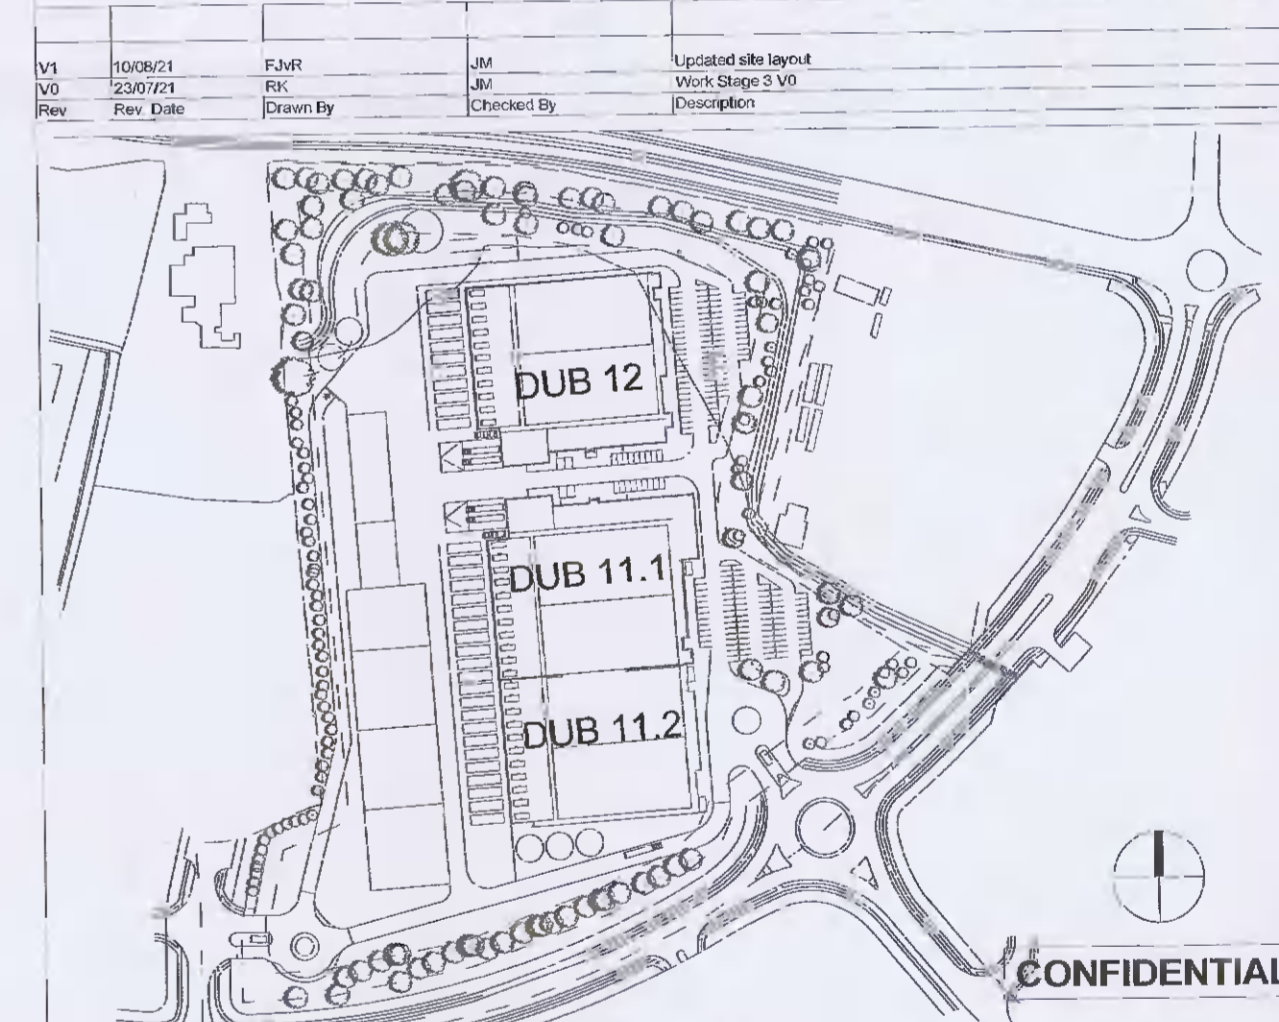 V1 10/08/21 FJvR JM Updated site layout
V0 23/07/21 RK JM Work Stage 3 V0
Rev Rev. Date Drawn By Checked By Description
DUB 12
DUB 11.1
DUB 11.2
CONFIDENTIAL